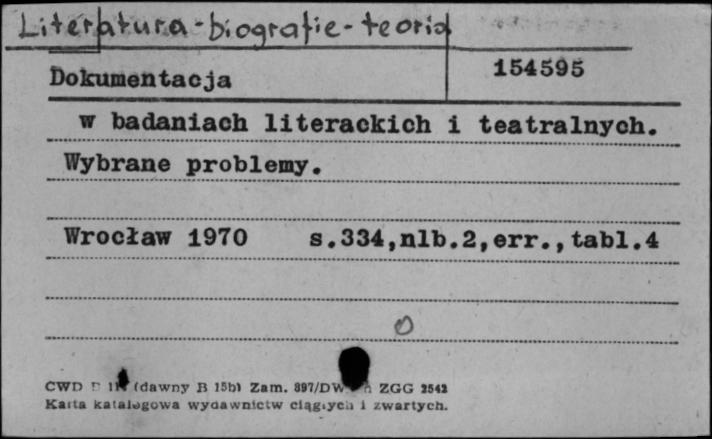 Literatura - biografie - teoria
Dokumentacja
154595
w badaniach literackich i teatralnych.
Wybrane problemy.
Wrocław 1970 s.334,nlb.2,err.,tabl.4
CWD (dawny B 15b) Zam. 897/DW ZGG 2542
Karta katalogowa wydawnictw ciągłych i zwartych.